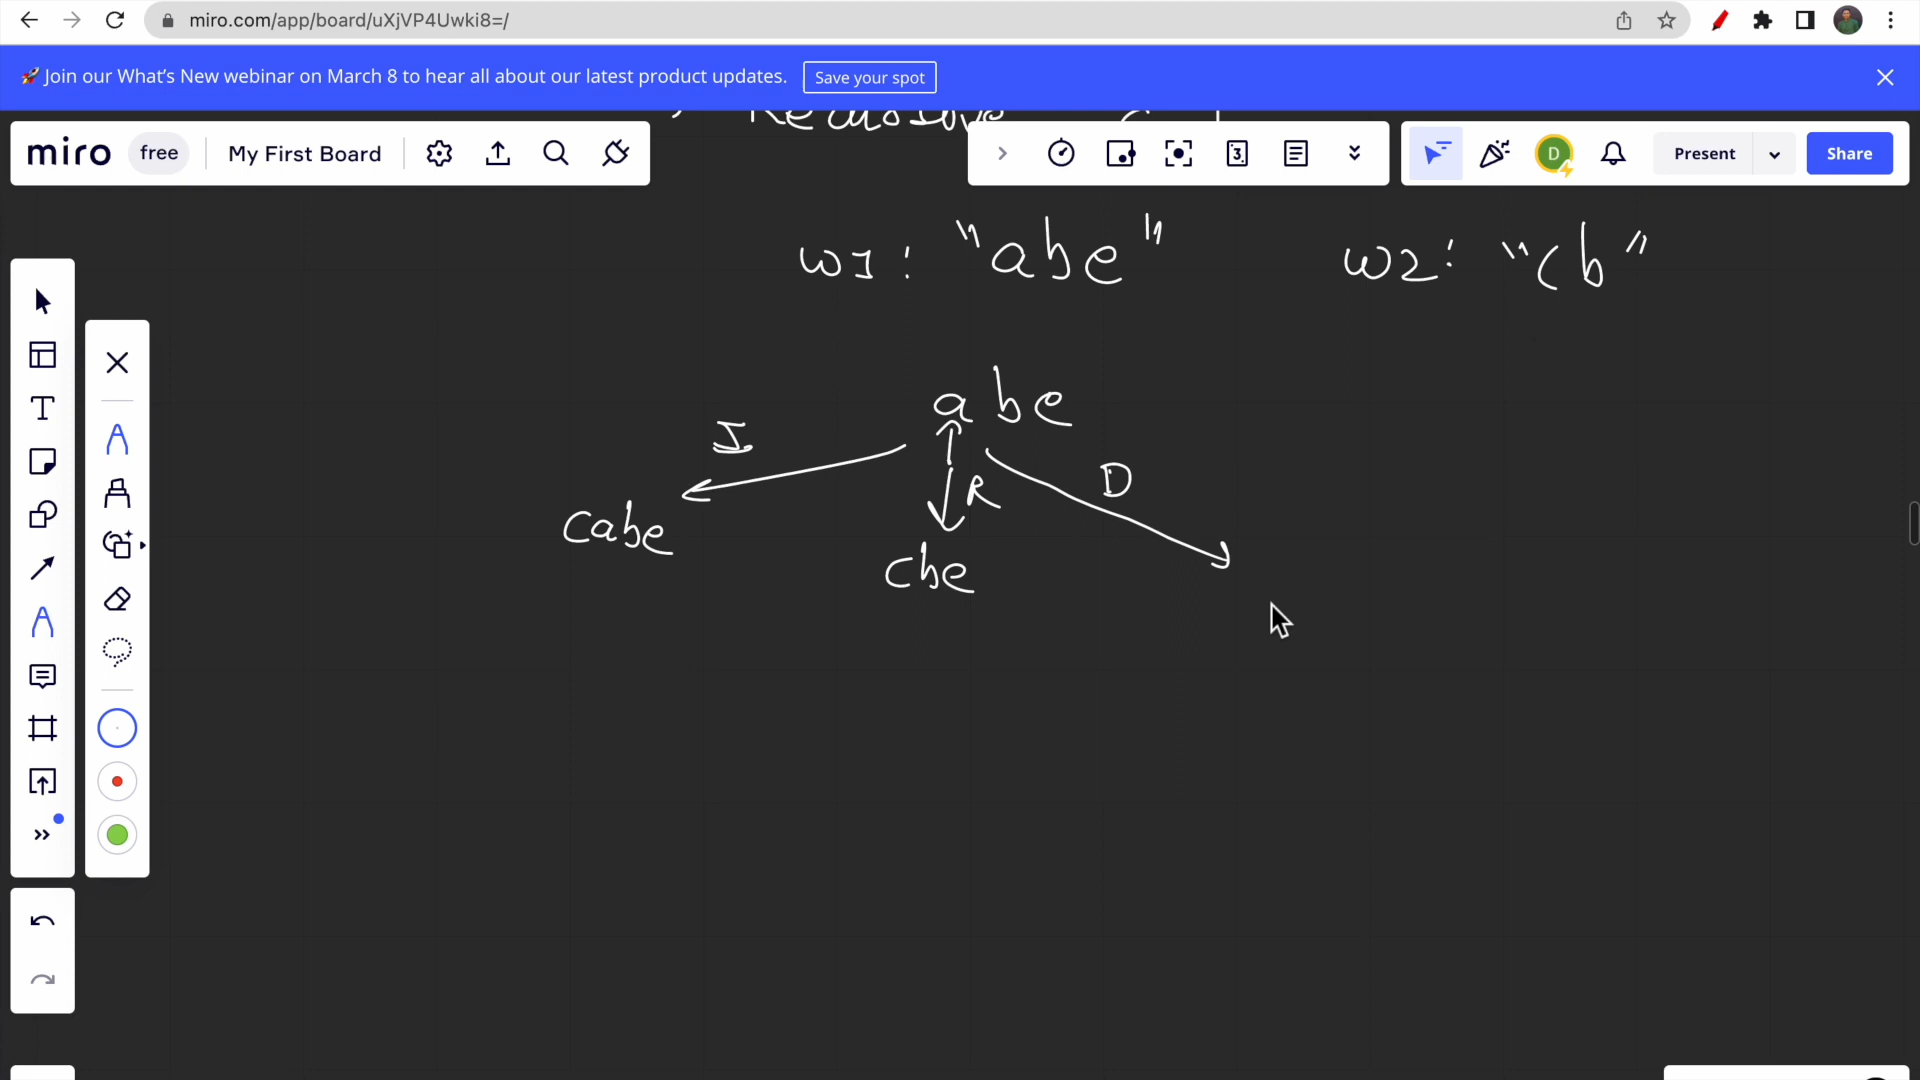 miro.com/app/board/uXjVP4Uwki8=/
🚀 Join our What's New webinar on March 8 to hear all about our latest product updates. Save your spot
miro free My First Board
3
D
Present
Share
w1: "abe" w2: "cb"
abe
I
R
D
cabe
cbe
T